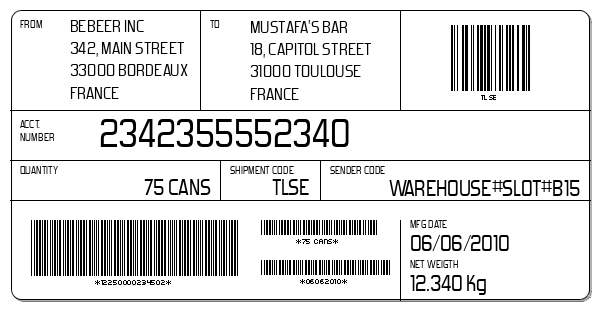 FROM
BEBEER INC
342, MAIN STREET
33000 BORDEAUX
FRANCE
TO
MUSTAFA'S BAR
18, CAPITOL STREET
31000 TOULOUSE
FRANCE
TLSE
ACCT.
NUMBER
2342355552340
QUANTITY
75 CANS
SHIPMENT CODE
TLSE
SENDER CODE
WAREHOUSE#SLOT#B15
*12250000234502*
*75 CANS*
*06062010*
MFG DATE
06/06/2010
NET WEIGTH
12.340 Kg